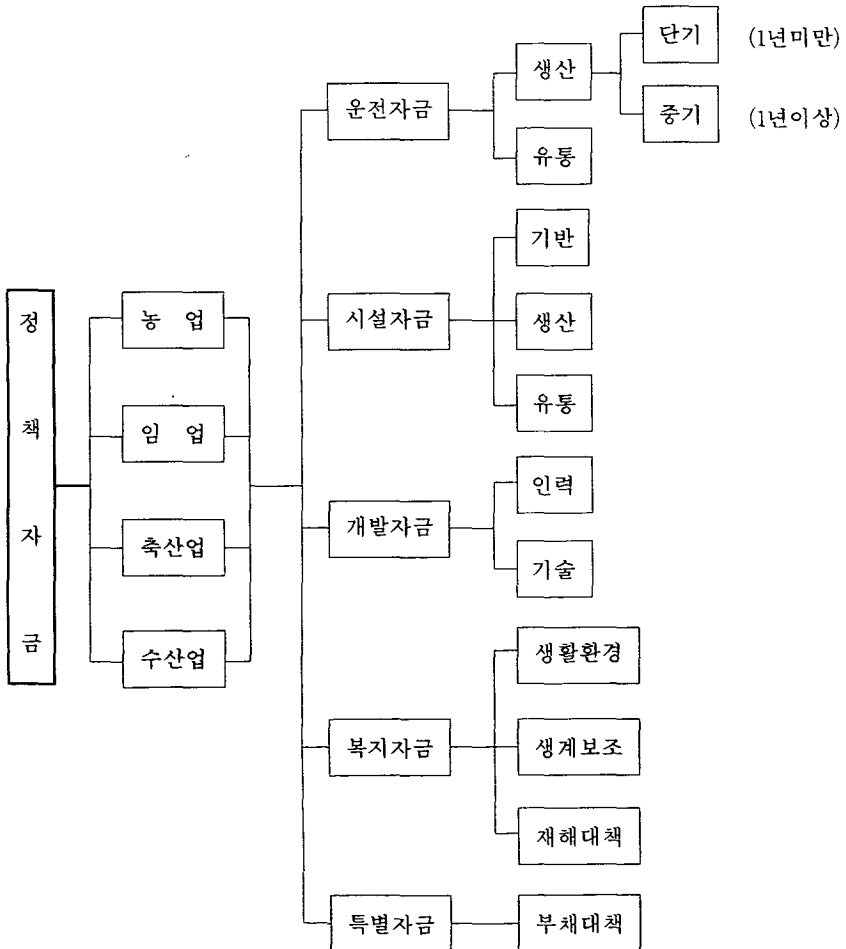 정책자금
농 업
임 업
축산업
수산업
운전자금
생산
단기 (1년미만)
중기 (1년이상)
유통
시설자금
기반
생산
유통
개발자금
인력
기술
복지자금
생활환경
생계보조
재해대책
특별자금
부채대책